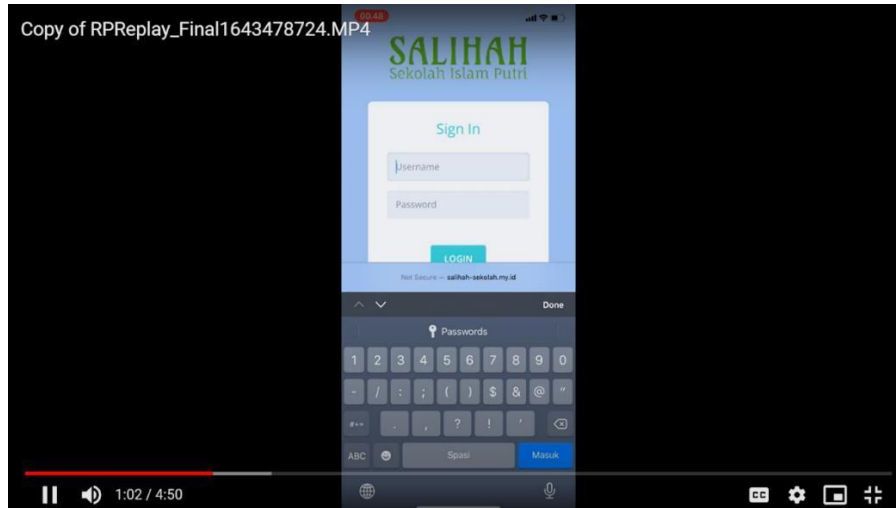 Copy of RPReplay_Final1643478724.MP4
00.48
SALIHAH
Sekolah Islam Putri
Sign In
Username
Password
LOGIN
Not Secure — salihah-sekolah.my.id
Done
Passwords
1 2 3 4 5 6 7 8 9 0
- / : ; ( ) $ & @ "
#+= . , ? ! '
ABC Spasi Masuk
1:02 / 4:50
CC